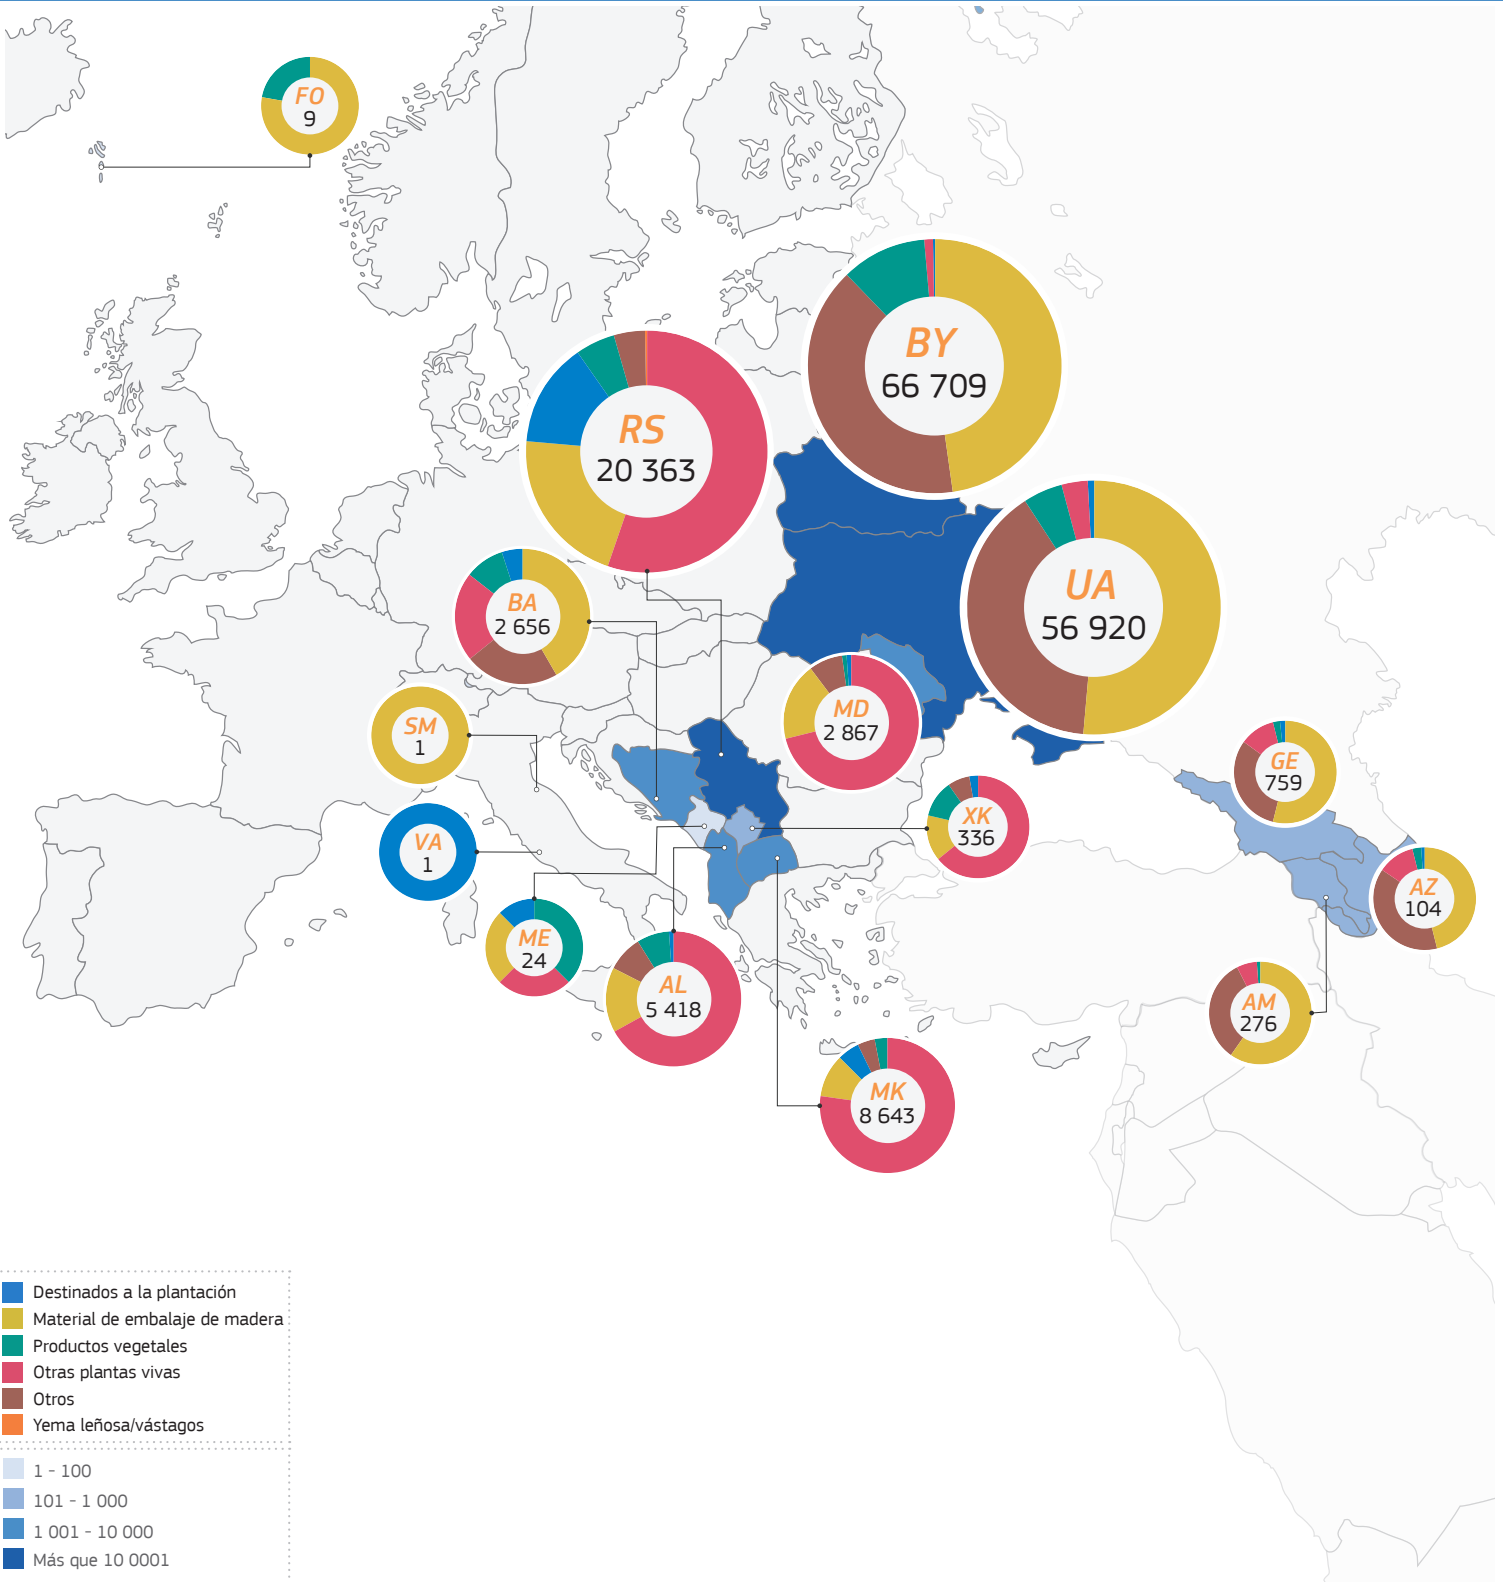 FO
9
BY
66 709
RS
20 363
UA
56 920
BA
2 656
SM
1
MD
2 867
GE
759
XK
336
VA
1
AZ
104
ME
24
AL
5 418
AM
276
MK
8 643
Destinados a la plantación
Material de embalaje de madera
Productos vegetales
Otras plantas vivas
Otros
Yema leñosa/vástagos
1 - 100
101 - 1 000
1 001 - 10 000
Más que 10 0001